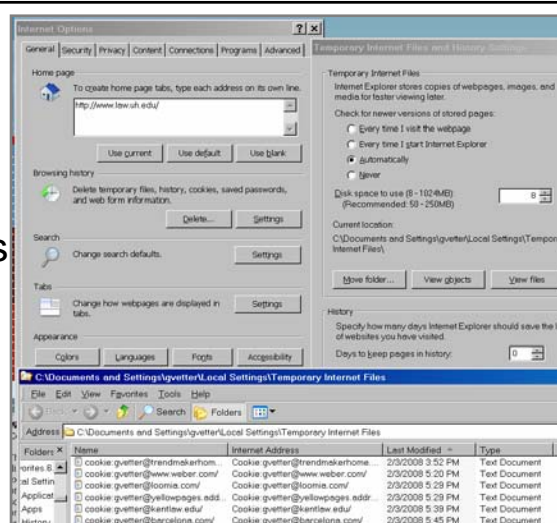 Internet Options
General Security Privacy Content Connections Programs Advanced
Home page
To create home page tabs, type each address on its own line.
http://www.law.uh.edu/
Use current Use default Use blank
Browsing history
Delete temporary files, history, cookies, saved passwords,
and web form information.
Delete... Settings
Search
Change search defaults. Settings
Tabs
Change how webpages are displayed in
tabs.
Settings
Appearance
Colors Languages Fonts Accessibility
Temporary Internet Files and History Settings
Temporary Internet Files
Internet Explorer stores copies of webpages, images, and
media for faster viewing later.
Check for newer versions of stored pages:
Every time I visit the webpage
Every time I start Internet Explorer
Automatically
Never
Disk space to use (8 - 1024MB)
(Recommended: 50 - 250MB)
8
Current location:
C:\Documents and Settings\gvetter\Local Settings\Tempor
Internet Files\
Move folder... View objects View files
History
Specify how many days Internet Explorer should save the l
of websites you have visited.
Days to keep pages in history: 0
s
C:\Documents and Settings\gvetter\Local Settings\Temporary Internet Files
File Edit View Favorites Tools Help
Back Search Folders
Address C:\Documents and Settings\gvetter\Local Settings\Temporary Internet Files
Folders Name Internet Address Last Modified Type
cookie:gvetter@trendmakerhom... Cookie:gvetter@trendmakerhome... 2/3/2008 3:52 PM Text Document
cookie:gvetter@www.weber.com/ Cookie:gvetter@www.weber.com/ 2/3/2008 5:20 PM Text Document
cookie:gvetter@loomia.com/ Cookie:gvetter@loomia.com/ 2/3/2008 5:29 PM Text Document
cookie:gvetter@yellowpages.add... Cookie:gvetter@yellowpages.addr... 2/3/2008 5:29 PM Text Document
cookie:gvetter@kentlaw.edu/ Cookie:gvetter@kentlaw.edu/ 2/3/2008 5:39 PM Text Document
cookie:gvetter@barcelona.com/ Cookie:gvetter@barcelona.com/ 2/3/2008 5:45 PM Text Document